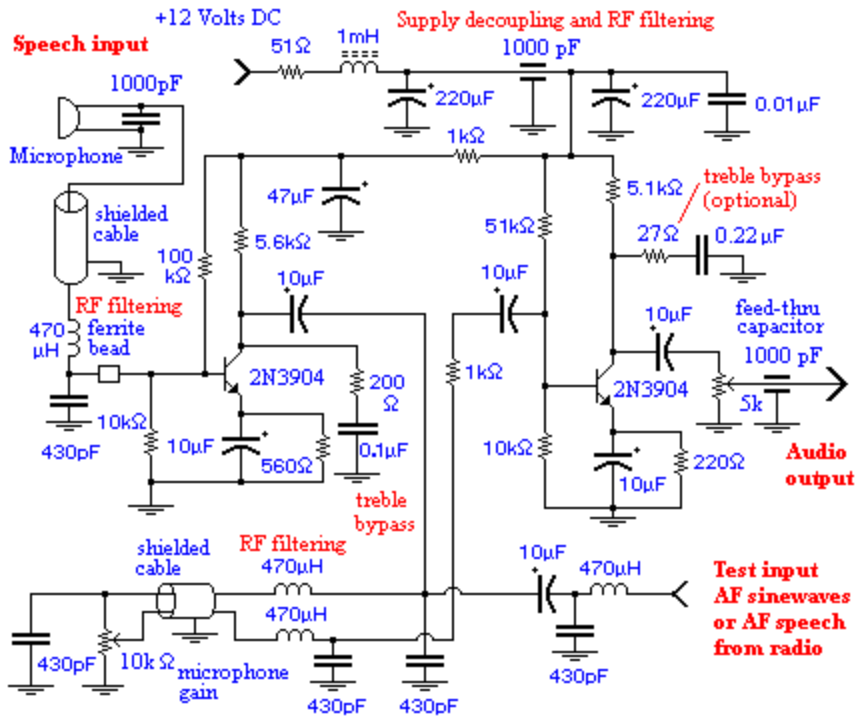 +12 Volts DC
Supply decoupling and RF filtering
Speech input
51Ω
1mH
1000 pF
1000pF
220µF
220µF
0.01µF
Microphone
1kΩ
treble bypass
(optional)
47µF
5.1kΩ
shielded
cable
51kΩ
27Ω
0.22µF
100
kΩ
5.6kΩ
10µF
10µF
RF filtering
10µF
feed-thru
capacitor
470
µH
ferrite
bead
1000 pF
2N3904
1kΩ
2N3904
200
Ω
5k
10kΩ
430pF
10µF
560Ω
0.1µF
10kΩ
10µF
220Ω
Audio
output
treble
bypass
shielded
cable
RF filtering
470µH
10µF
470µH
Test input
AF sinewaves
or AF speech
from radio
470µH
430pF
10kΩ
microphone
gain
430pF
430pF
430pF